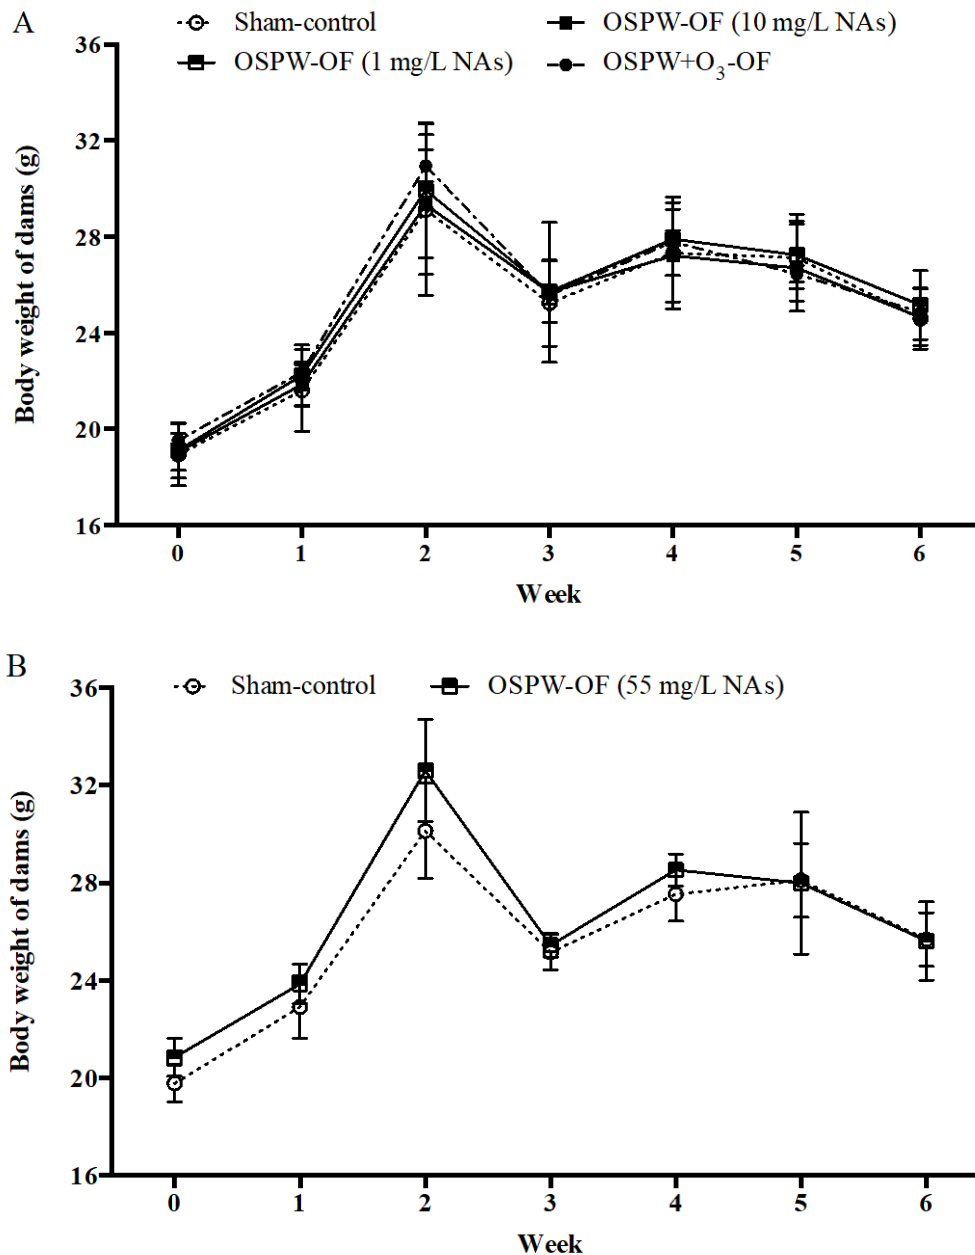 A
Sham-control
OSPW-OF (10 mg/L NAs)
OSPW-OF (1 mg/L NAs)
OSPW+O₃-OF
36
32
28
24
20
16
Body weight of dams (g)
0 1 2 3 4 5 6
Week
B
Sham-control
OSPW-OF (55 mg/L NAs)
36
32
28
24
20
16
Body weight of dams (g)
0 1 2 3 4 5 6
Week